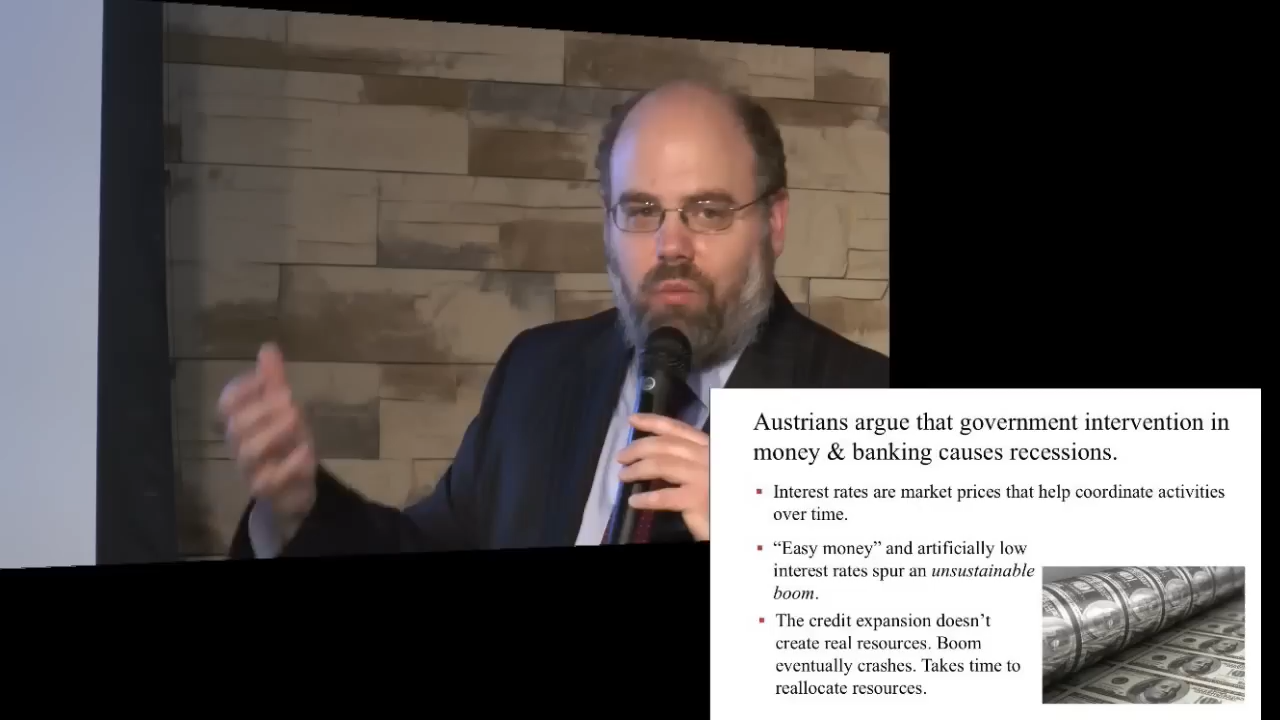 Austrians argue that government intervention in
money & banking causes recessions.
Interest rates are market prices that help coordinate activities
over time.
“Easy money” and artificially low
interest rates spur an unsustainable
boom.
The credit expansion doesn’t
create real resources. Boom
eventually crashes. Takes time to
reallocate resources.